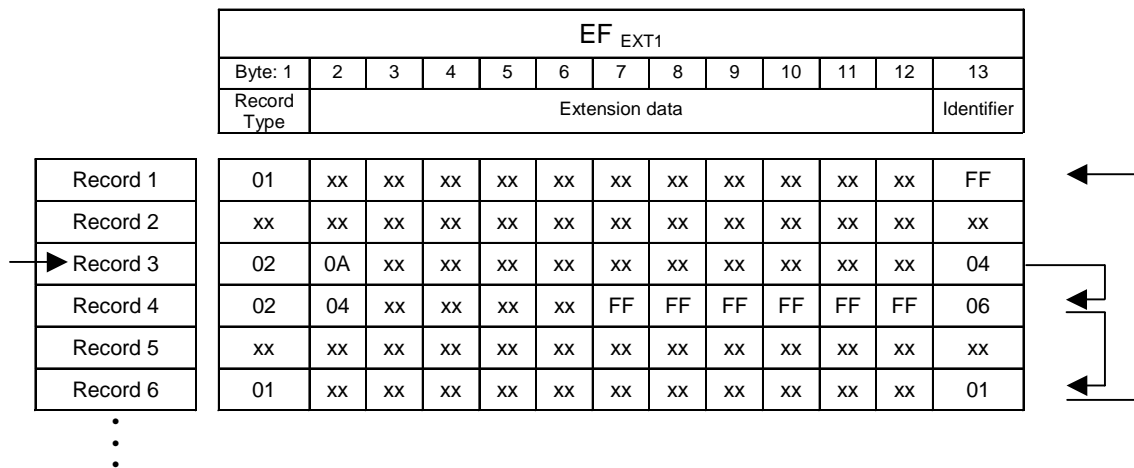 EF EXT1
Byte: 1 2 3 4 5 6 7 8 9 10 11 12 13
Record Type Extension data Identifier
Record 1 01 xx xx xx xx xx xx xx xx xx xx xx FF
Record 2 xx xx xx xx xx xx xx xx xx xx xx xx xx
Record 3 02 0A xx xx xx xx xx xx xx xx xx xx 04
Record 4 02 04 xx xx xx xx FF FF FF FF FF FF 06
Record 5 xx xx xx xx xx xx xx xx xx xx xx xx xx
Record 6 01 xx xx xx xx xx xx xx xx xx xx xx 01